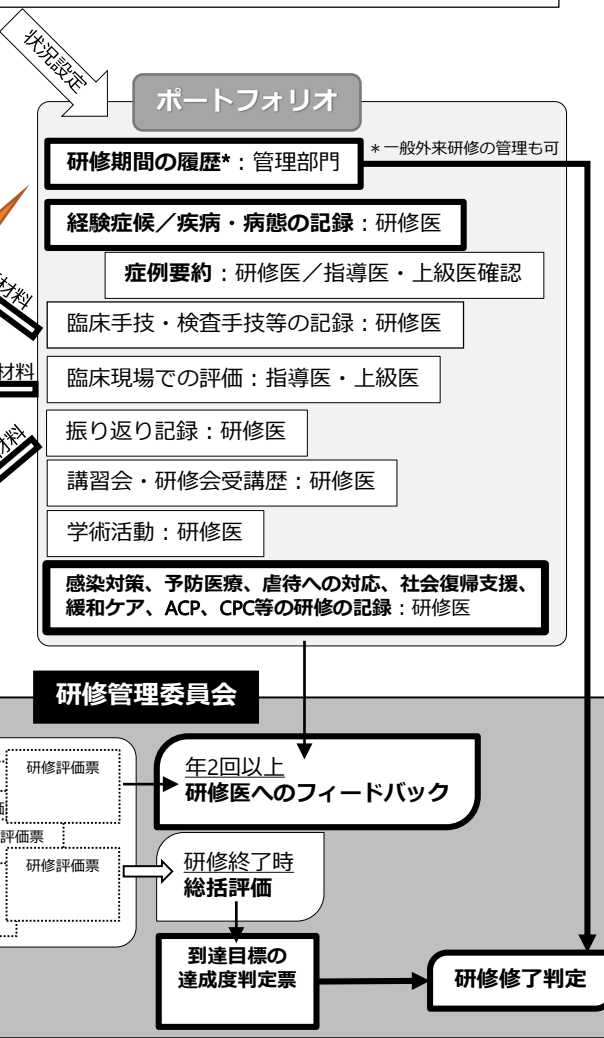 状況設定
ポートフォリオ
研修期間の履歴*：管理部門
＊一般外来研修の管理も可
経験症候／疾病・病態の記録：研修医
症例要約：研修医／指導医・上級医確認
材料
臨床手技・検査手技等の記録：研修医
材料
臨床現場での評価：指導医・上級医
材料
振り返り記録：研修医
講習会・研修会受講歴：研修医
学術活動：研修医
感染対策、予防医療、虐待への対応、社会復帰支援、
緩和ケア、ACP、CPC等の研修の記録：研修医
研修管理委員会
研修評価票
年2回以上
研修医へのフィードバック
評価票
研修評価票
研修終了時
総括評価
到達目標の
達成度判定票
研修修了判定